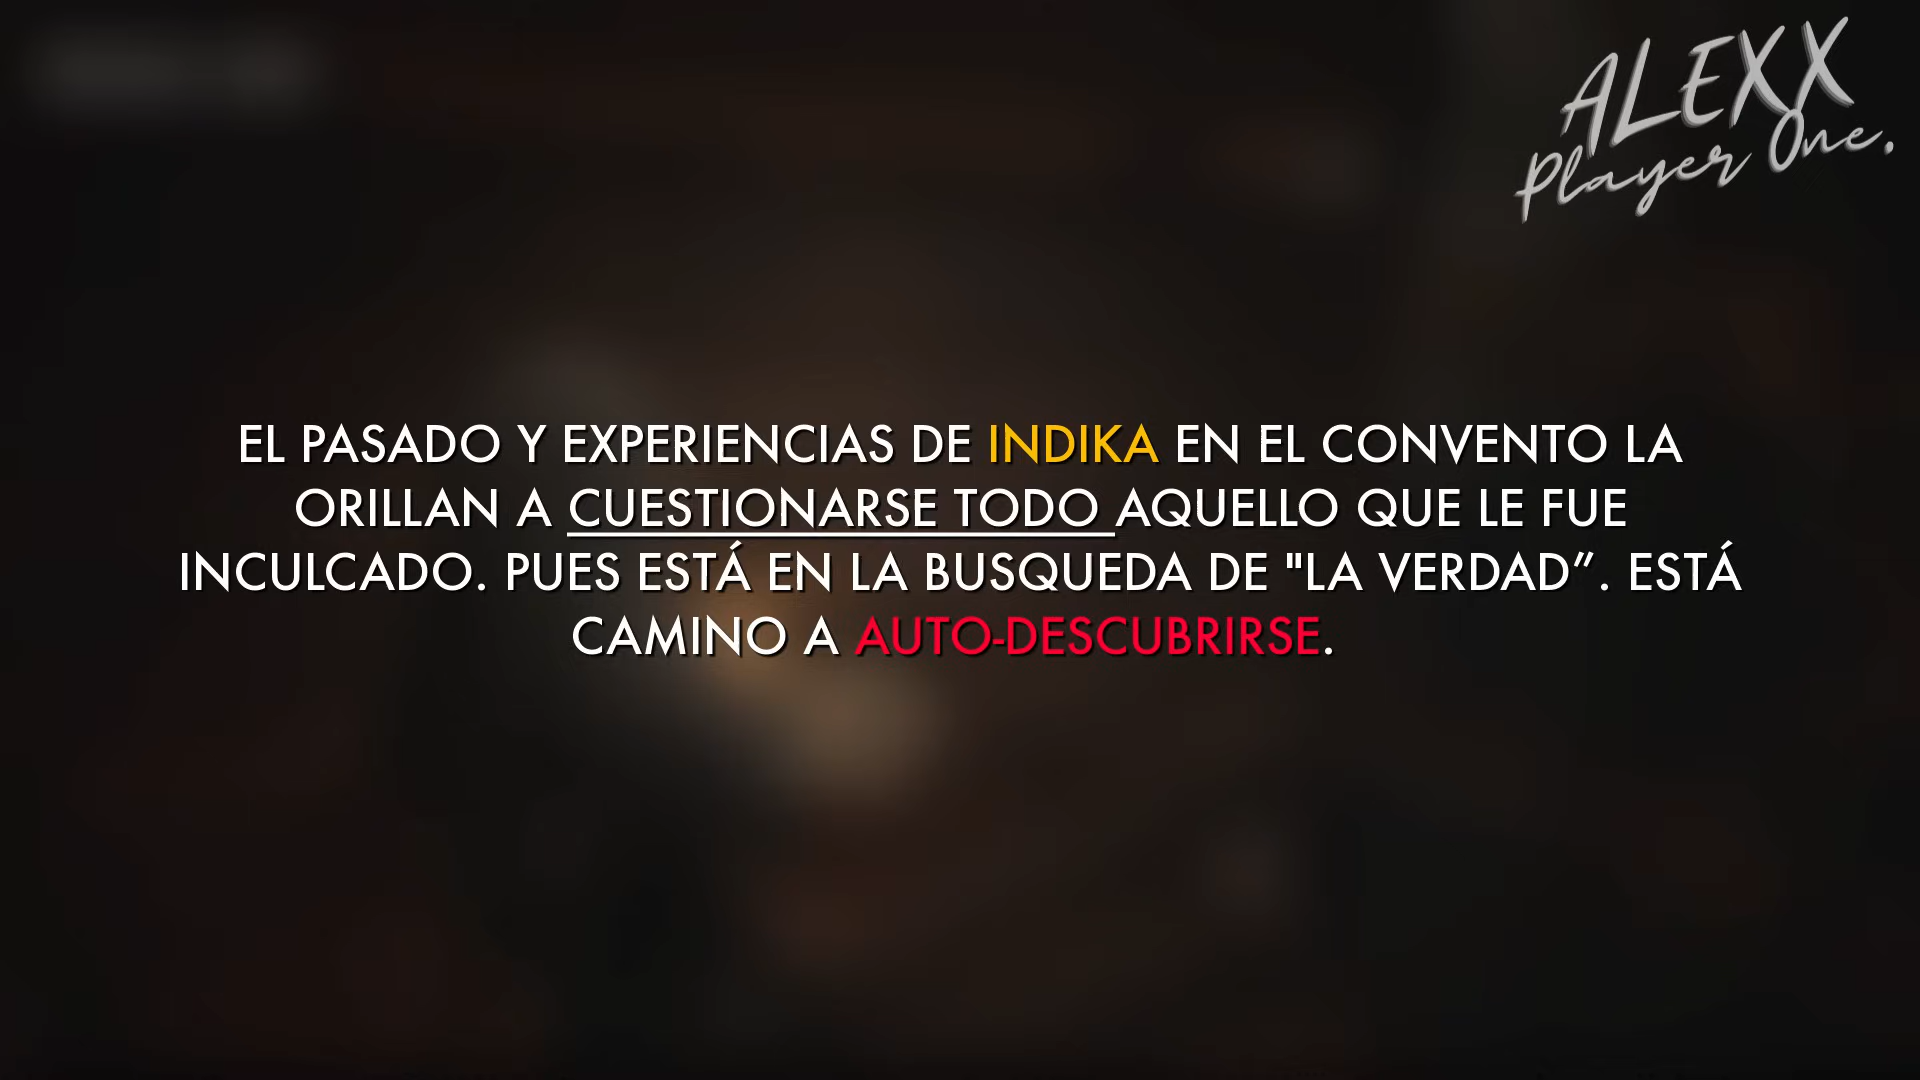 ALEXX
Player One.
EL PASADO Y EXPERIENCIAS DE INDIKA EN EL CONVENTO LA
ORILLAN A CUESTIONARSE TODO AQUELLO QUE LE FUE
INCULCADO. PUES ESTÁ EN LA BUSQUEDA DE "LA VERDAD”. ESTÁ
CAMINO A AUTO-DESCUBRIRSE.